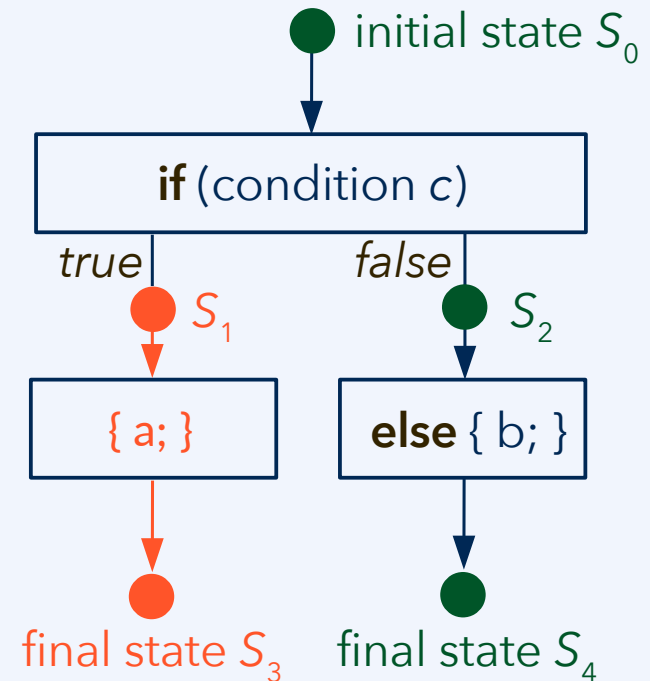 initial state S₀
if (condition c)
true false
S₁ S₂
{ a; } else { b; }
final state S₃ final state S₄